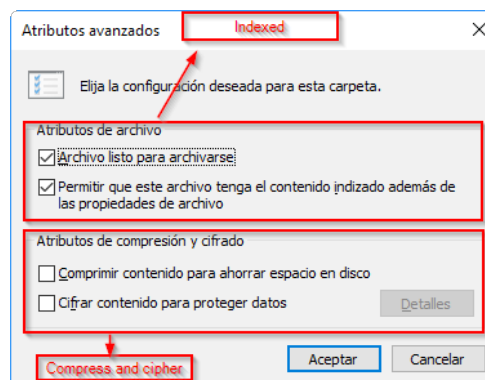 Atributos avanzados
Indexed
Elija la configuración deseada para esta carpeta.
Atributos de archivo
Archivo listo para archivarse
Permitir que este archivo tenga el contenido indizado además de
las propiedades de archivo
Atributos de compresión y cifrado
Comprimir contenido para ahorrar espacio en disco
Cifrar contenido para proteger datos
Detalles
Compress and cipher
Aceptar
Cancelar